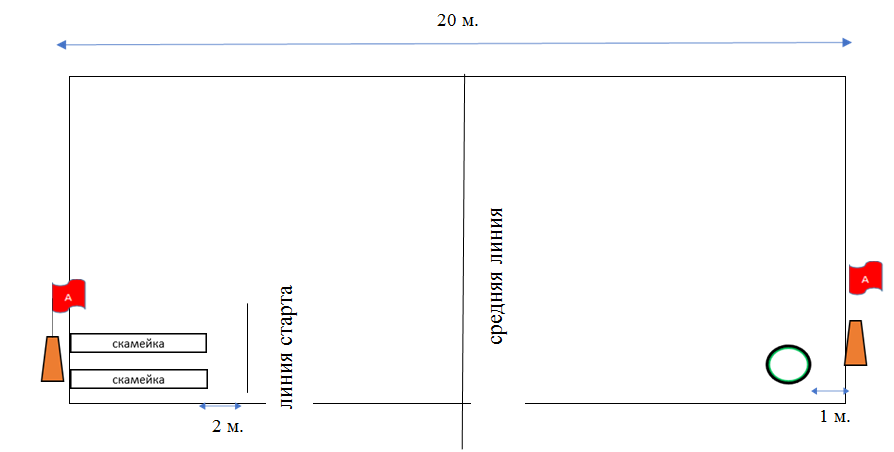 20 м.
средняя линия
линия старта
А
А
скамейка
скамейка
2 м.
1 м.